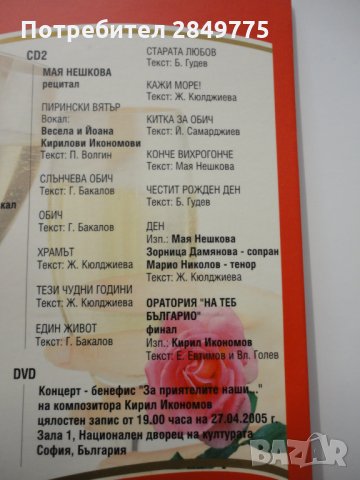 Потребител 2849775
CD2
МАЯ НЕШКОВА
рецитал
ПИРИНСКИ ВЯТЪР
Вокал:
Весела и Йоана
Кирилови Икономови
Текст: П. Волгин
СЛЪНЧЕВА ОБИЧ
Текст: Г. Бакалов
ОБИЧ
Текст: Г. Бакалов
ХРАМЪТ
Текст: Ж. Кюлджиева
ТЕЗИ ЧУДНИ ГОДИНИ
Текст: Ж. Кюлджиева
ЕДИН ЖИВОТ
Текст: Г. Бакалов
СТАРАТА ЛЮБОВ
Текст: Б. Гудев
КАЖИ МОРЕ!
Текст: Ж. Кюлджиева
КИТКА ЗА ОБИЧ
Текст: Й. Самарджиев
КОНЧЕ ВИХРОГОНЧЕ
Текст: Мая Нешкова
ЧЕСТИТ РОЖДЕН ДЕН
Текст: Б. Гудев
ДЕН
Изп.: Мая Нешкова
Зорница Дамянова - сопран
Марио Николов - тенор
Текст: Ж. Кюлджиева
ОРАТОРИЯ "НА ТЕБ
БЪЛГАРИО"
финал
Изп.: Кирил Икономов
Текст: Е. Евтимов и Вл. Голев
кал
DVD
Концерт - бенефис "За приятелите наши..."
на композитора Кирил Икономов
цялостен запис от 19.00 часа на 27.04.2005 г.
Зала 1, Национален дворец на културата
София, България
BAZAR